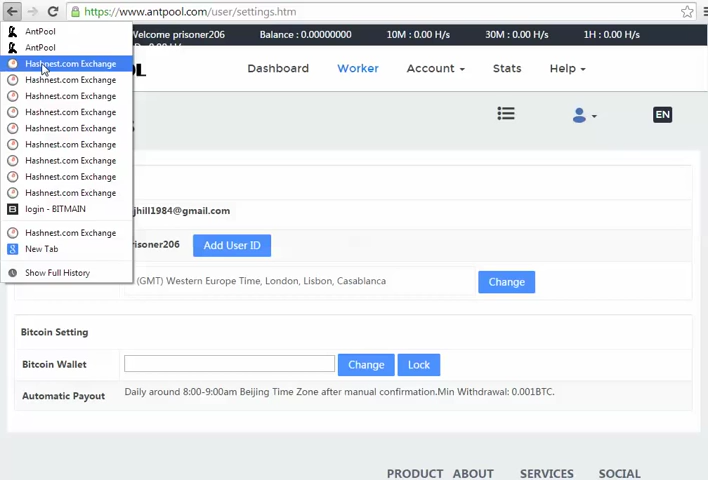 https://www.antpool.com/user/settings.htm
Welcome prisoner206 Balance : 0.00000000 10M : 0.00 H/s 30M : 0.00 H/s 1H : 0.00 H/s
AntPool
AntPool
Hashnest.com Exchange
Hashnest.com Exchange
Hashnest.com Exchange
Hashnest.com Exchange
Hashnest.com Exchange
Hashnest.com Exchange
Hashnest.com Exchange
Hashnest.com Exchange
Hashnest.com Exchange
login - BITMAIN
Hashnest.com Exchange
New Tab
Show Full History
Dashboard Worker Account Stats Help
EN
jhill1984@gmail.com
risoner206 Add User ID
(GMT) Western Europe Time, London, Lisbon, Casablanca Change
Bitcoin Setting
Bitcoin Wallet Change Lock
Automatic Payout Daily around 8:00-9:00am Beijing Time Zone after manual confirmation.Min Withdrawal: 0.001BTC.
PRODUCT ABOUT SERVICES SOCIAL